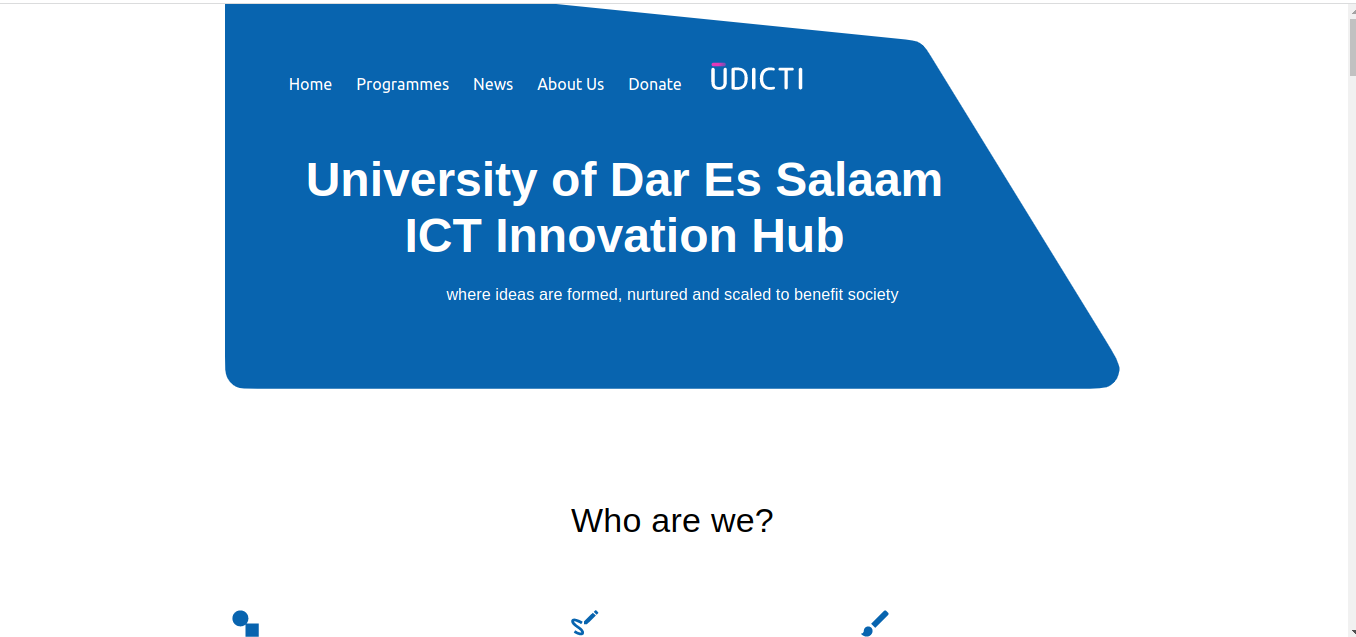 Home Programmes News About Us Donate UDICTI
University of Dar Es Salaam
ICT Innovation Hub
where ideas are formed, nurtured and scaled to benefit society
Who are we?